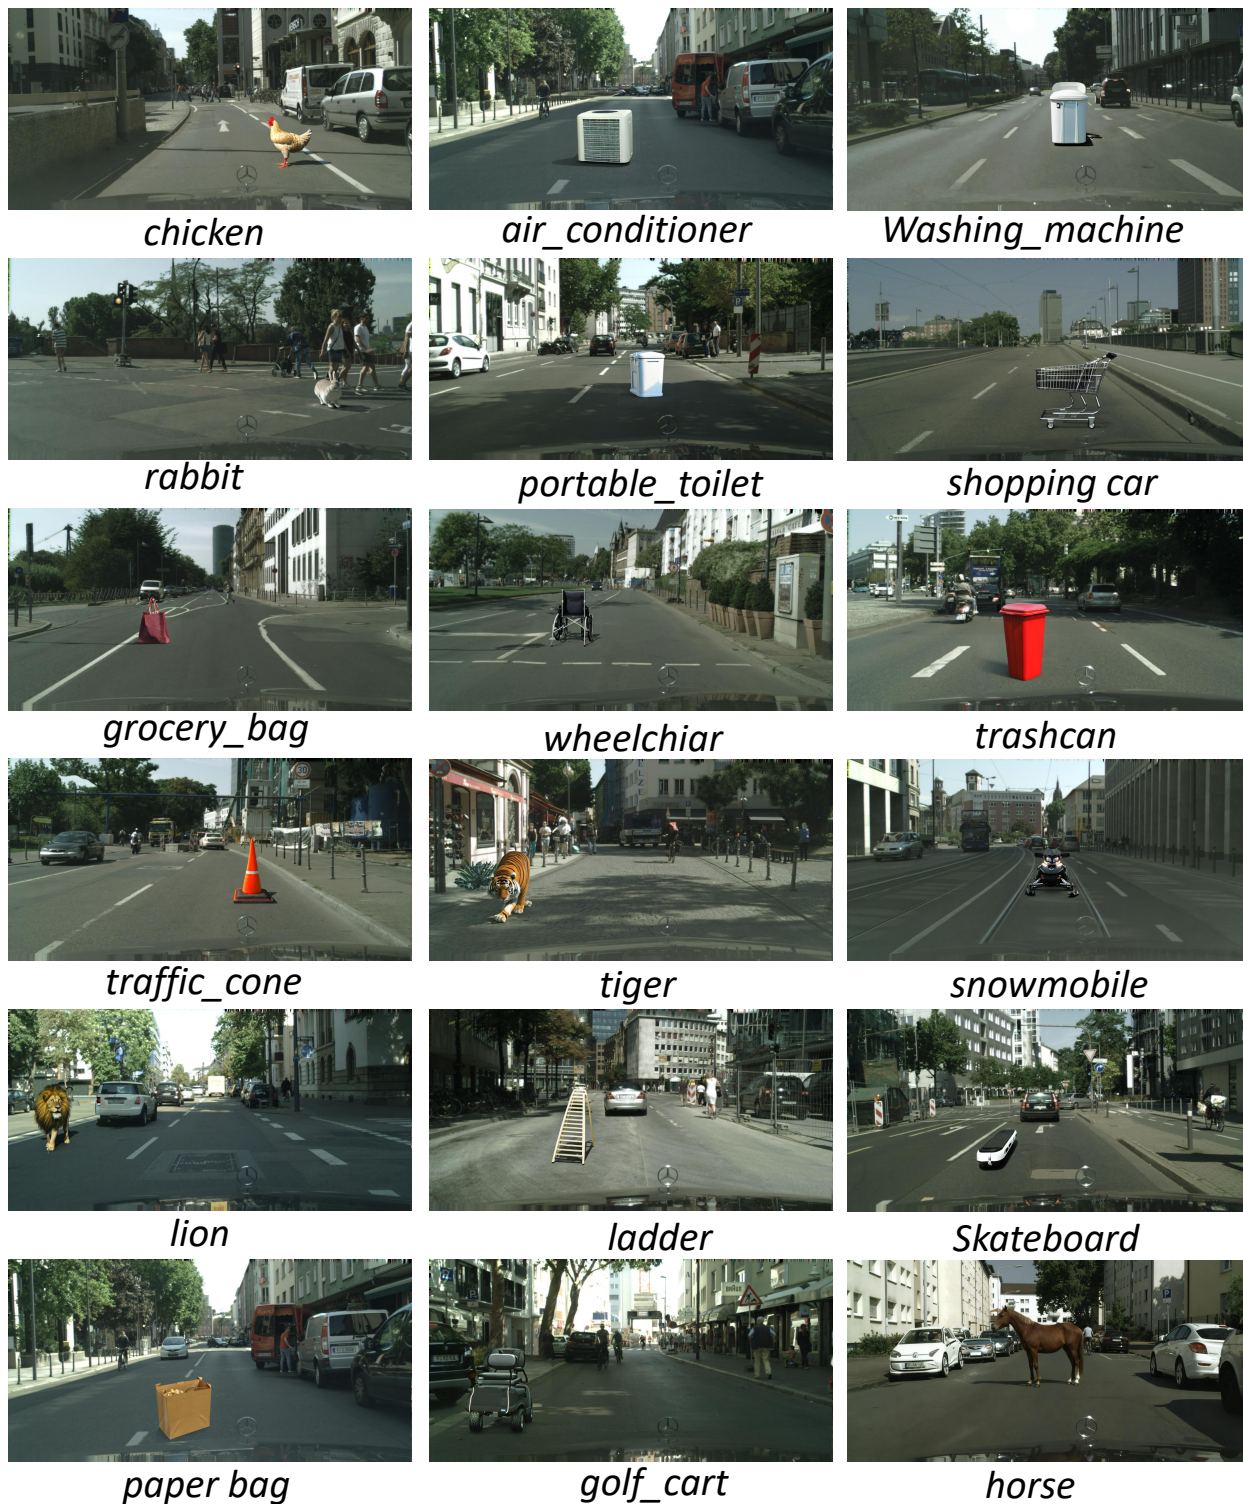 chicken
air_conditioner
Washing_machine
rabbit
portable_toilet
shopping car
grocery_bag
wheelchiar
trashcan
30
traffic_cone
tiger
snowmobile
lion
ladder
Skateboard
paper bag
golf_cart
horse